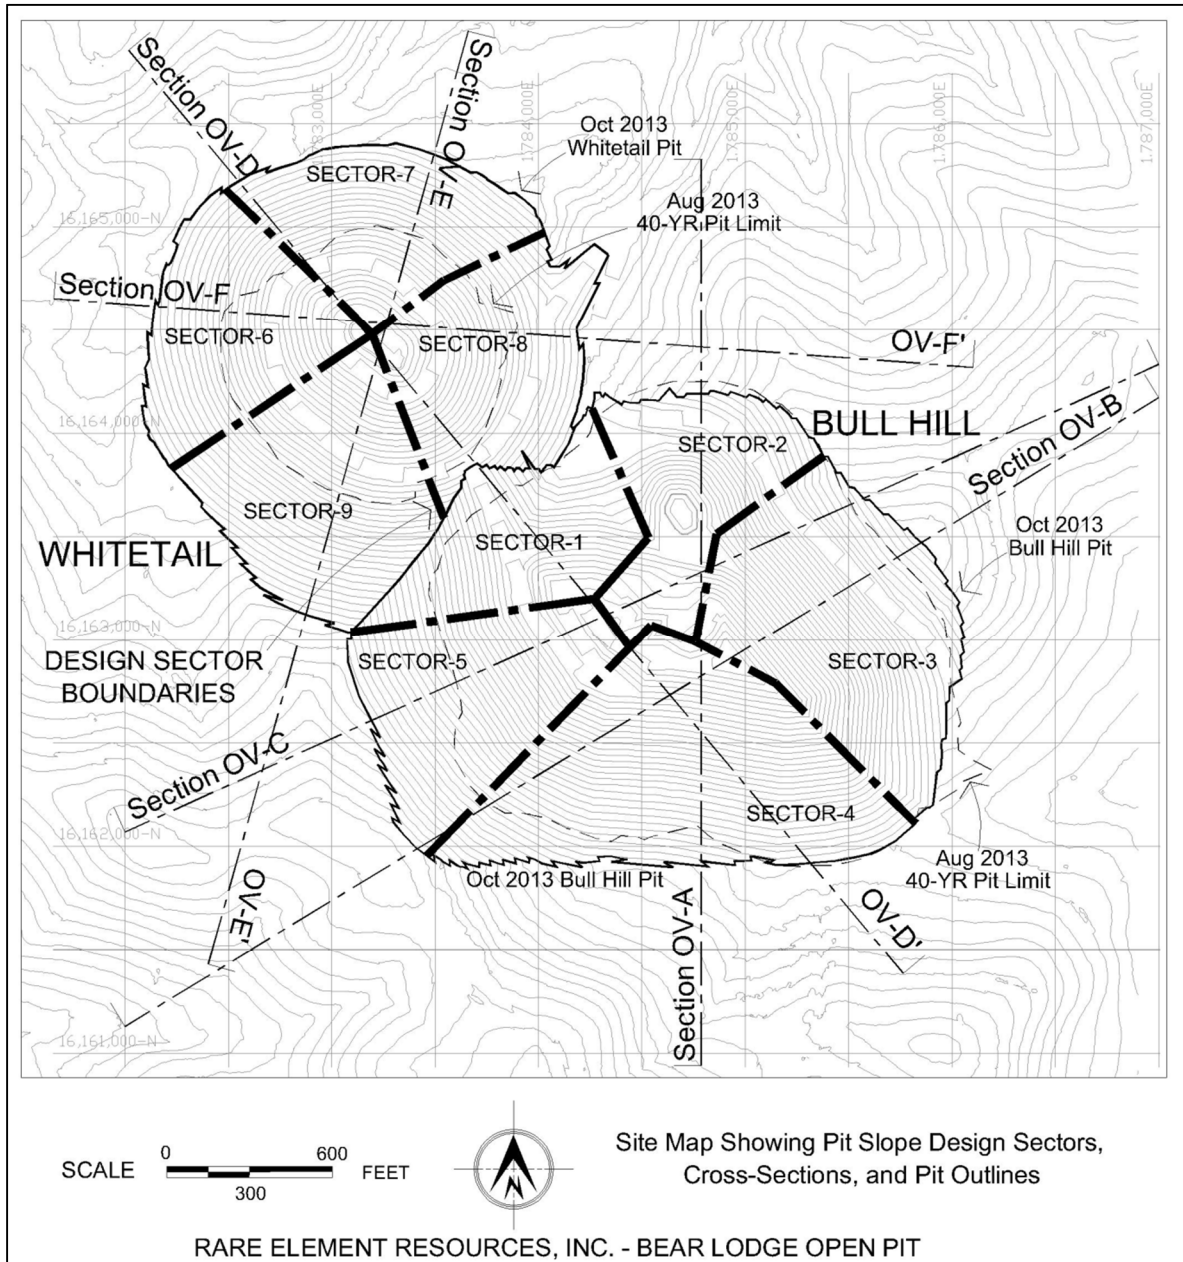 Section OV-D
Section OV-E
1,783,000E
1,784,000E
1,785,000E
1,786,000E
1,787,000E
Oct 2013
Whitetail Pit
SECTOR-7
Aug 2013
40-YR Pit Limit
16,165,000-N
Section OV-F
SECTOR-6
SECTOR-8
OV-F'
16,164,000-N
SECTOR-2
BULL HILL
Section OV-B
SECTOR-9
SECTOR-1
WHITETAIL
Oct 2013
Bull Hill Pit
16,163,000-N
DESIGN SECTOR
BOUNDARIES
SECTOR-5
SECTOR-3
Section OV-C
16,162,000-N
SECTOR-4
Oct 2013 Bull Hill Pit
Aug 2013
40-YR Pit Limit
OV-E'
Section OV-A
OV-D'
16,161,000-N
SCALE
0
600
300
FEET
N
Site Map Showing Pit Slope Design Sectors,
Cross-Sections, and Pit Outlines
RARE ELEMENT RESOURCES, INC. - BEAR LODGE OPEN PIT